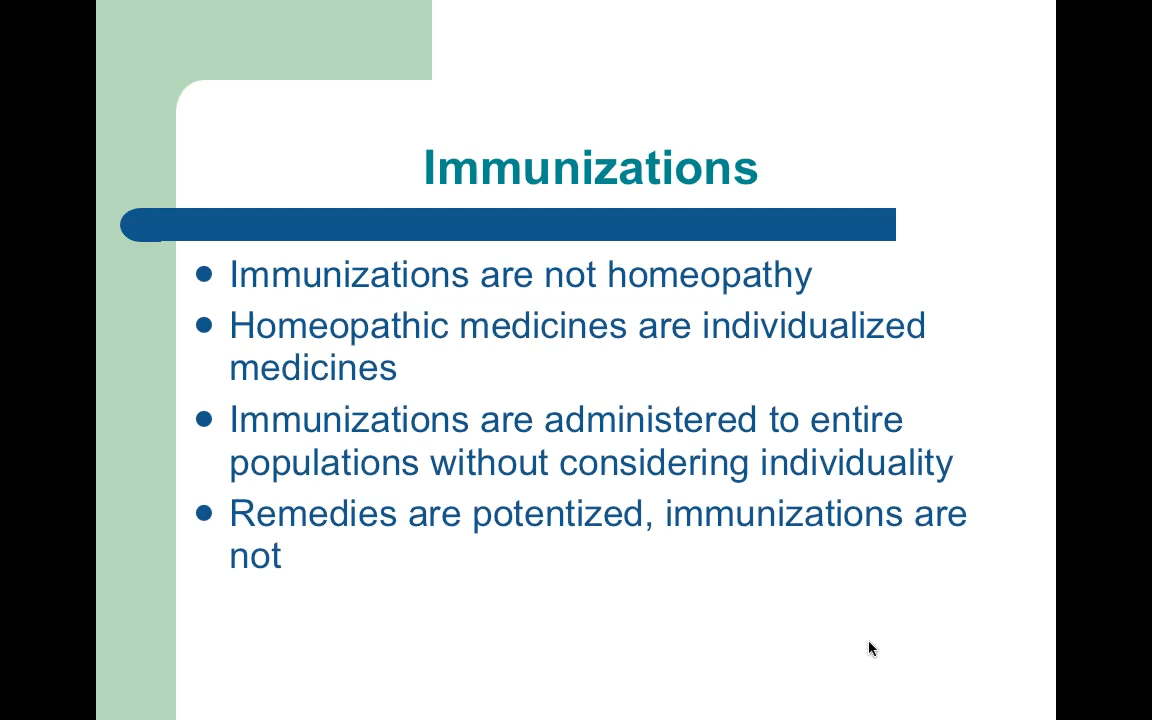 Immunizations
Immunizations are not homeopathy
Homeopathic medicines are individualized
medicines
Immunizations are administered to entire
populations without considering individuality
Remedies are potentized, immunizations are
not